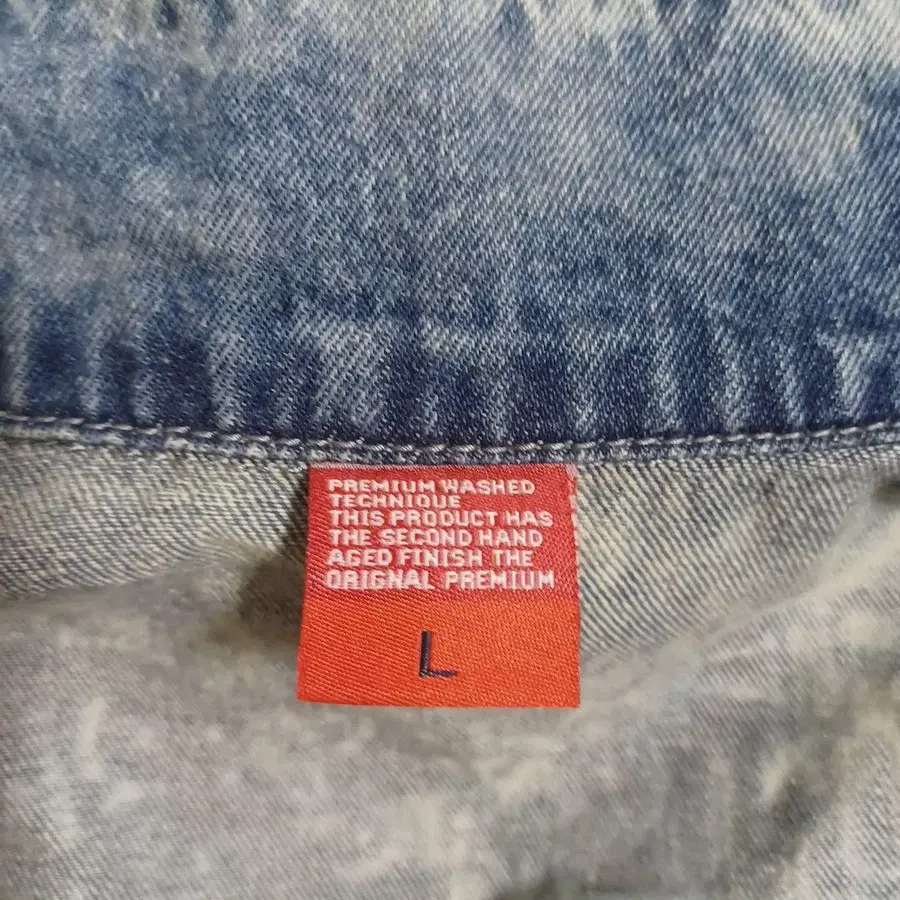 PREMIUM WASHED
TECHNIQUE
THIS PRODUCT HAS
THE SECOND HAND
AGED FINISH THE
ORIGNAL PREMIUM
L